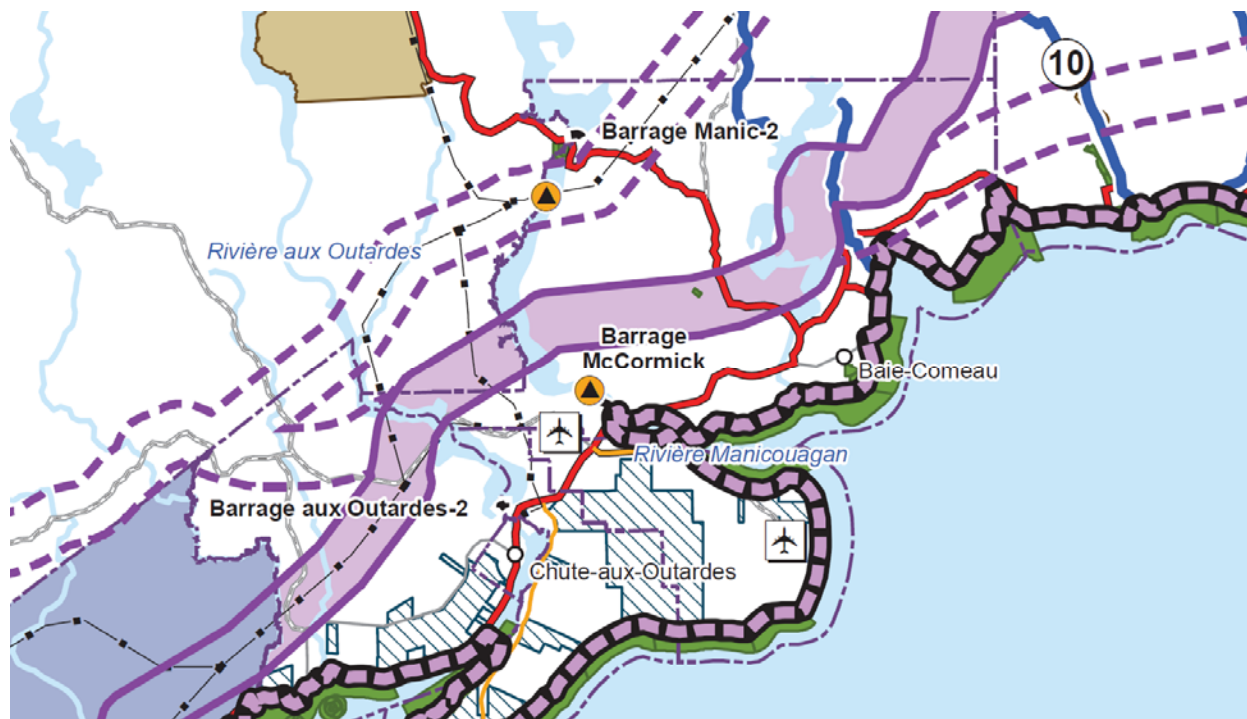 10
Barrage Manic-2
Rivière aux Outardes
Barrage
McCormick
Baie-Comeau
Rivière Manicouagan
Barrage aux Outardes-2
Chute-aux-Outardes